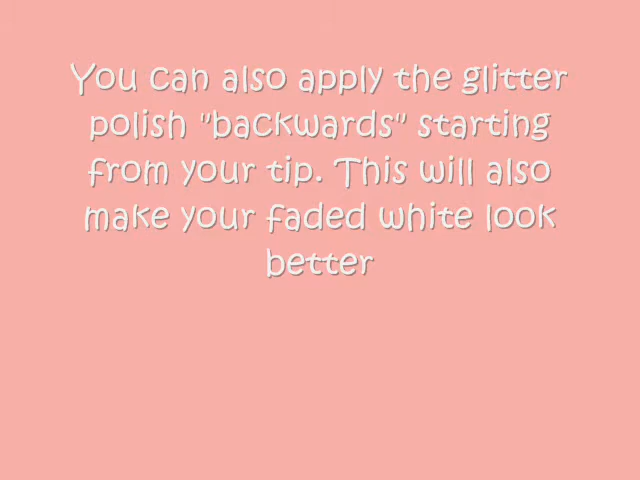 You can also apply the glitter
polish "backwards" starting
from your tip. This will also
make your faded white look
better